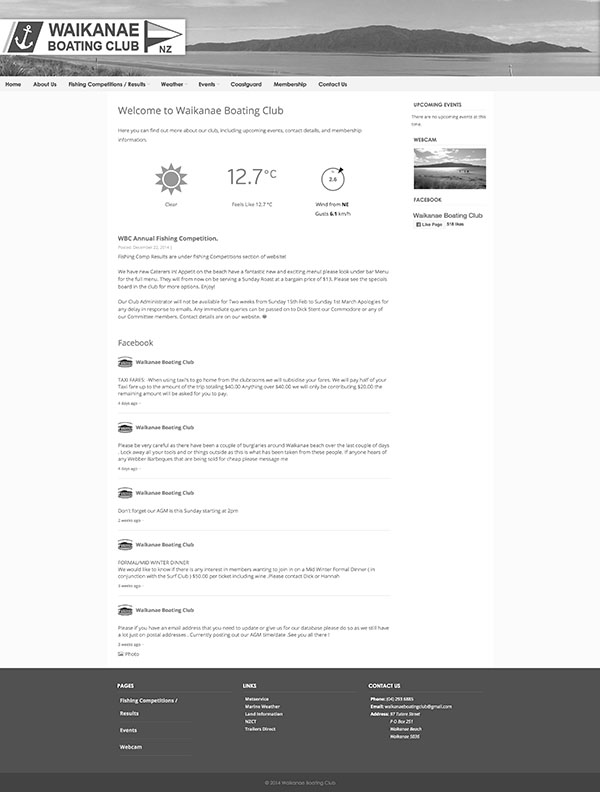 WAIKANAE
BOATING CLUB
NZ
Home About Us Fishing Competitions / Results Weather Events Coastguard Membership Contact Us
Welcome to Waikanae Boating Club
Here you can find out more about our club, including upcoming events, contact details, and membership
information.
12.7°C
2.6
Clear
Feels Like 12.7 °C
Wind from NE
Gusts 6.1 km/h
WBC Annual Fishing Competition.
Posted: December 22, 2014 |
Fishing Comp Results are under fishing Competitions section of website!
We have new Caterers in! Appetit on the beach have a fantastic new and exciting menu! please look under bar Menu
for the full menu. They will from now on be serving a Sunday Roast at a bargain price of $13. Please see the specials
board in the club for more options. Enjoy!
Our Club Administrator will not be available for Two weeks from Sunday 15th Feb to Sunday 1st March Apologies for
any delay in response to emails. Any immediate queries can be passed on to Dick Stent our Commodore or any of
our Committee members. Contact details are on our website.
Facebook
Waikanae Boating Club
TAXI FARES: -When using taxi's to go home from the clubrooms we will subsidise your fares. We will pay half of your
Taxi fare up to the amount of the trip totaling $40.00 Anything over $40.00 we will only be contributing $20.00 the
remaining amount will be asked for you to pay.
4 days ago
Waikanae Boating Club
Please be very careful as there have been a couple of burglaries around Waikanae beach over the last couple of days
. Lock away all your tools and or things outside as this is what has been taken from these people. If anyone hears of
any Webber Barbeques that are being sold for cheap please message me
4 days ago
Waikanae Boating Club
Don't forget our AGM is this Sunday starting at 2pm
2 weeks ago
Waikanae Boating Club
FORMAL/MID WINTER DINNER
We would like to know if there is any interest in members wanting to join in on a Mid Winter Formal Dinner ( in
conjunction with the Surf Club ) $50.00 per ticket including wine .Please contact Dick or Hannah
3 weeks ago
Waikanae Boating Club
Please if you have an email address that you need to update or give us for our database please do so as we still have
a lot just on postal addresses . Currently posting out our AGM time/date .See you all there !
3 weeks ago
Photo
UPCOMING EVENTS
There are no upcoming events at this
time.
WEBCAM
FACEBOOK
Waikanae Boating Club
Like Page 518 likes
PAGES
Fishing Competitions /
Results
Events
Webcam
LINKS
Metservice
Marine Weather
Land Information
NZCT
Trailers Direct
CONTACT US
Phone: (04) 293 6885
Email: waikanaeboatingclub@gmail.com
Address: 97 Tutere Street
P O Box 251
Waikanae Beach
Waikanae 5036
© 2014 Waikanae Boating Club